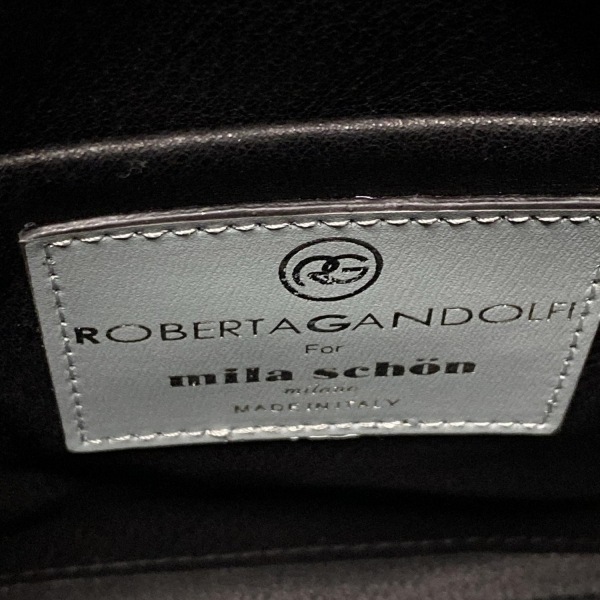 RG
ROBERTAGANDOLFI
For
mila schön
milano
MADE IN ITALY